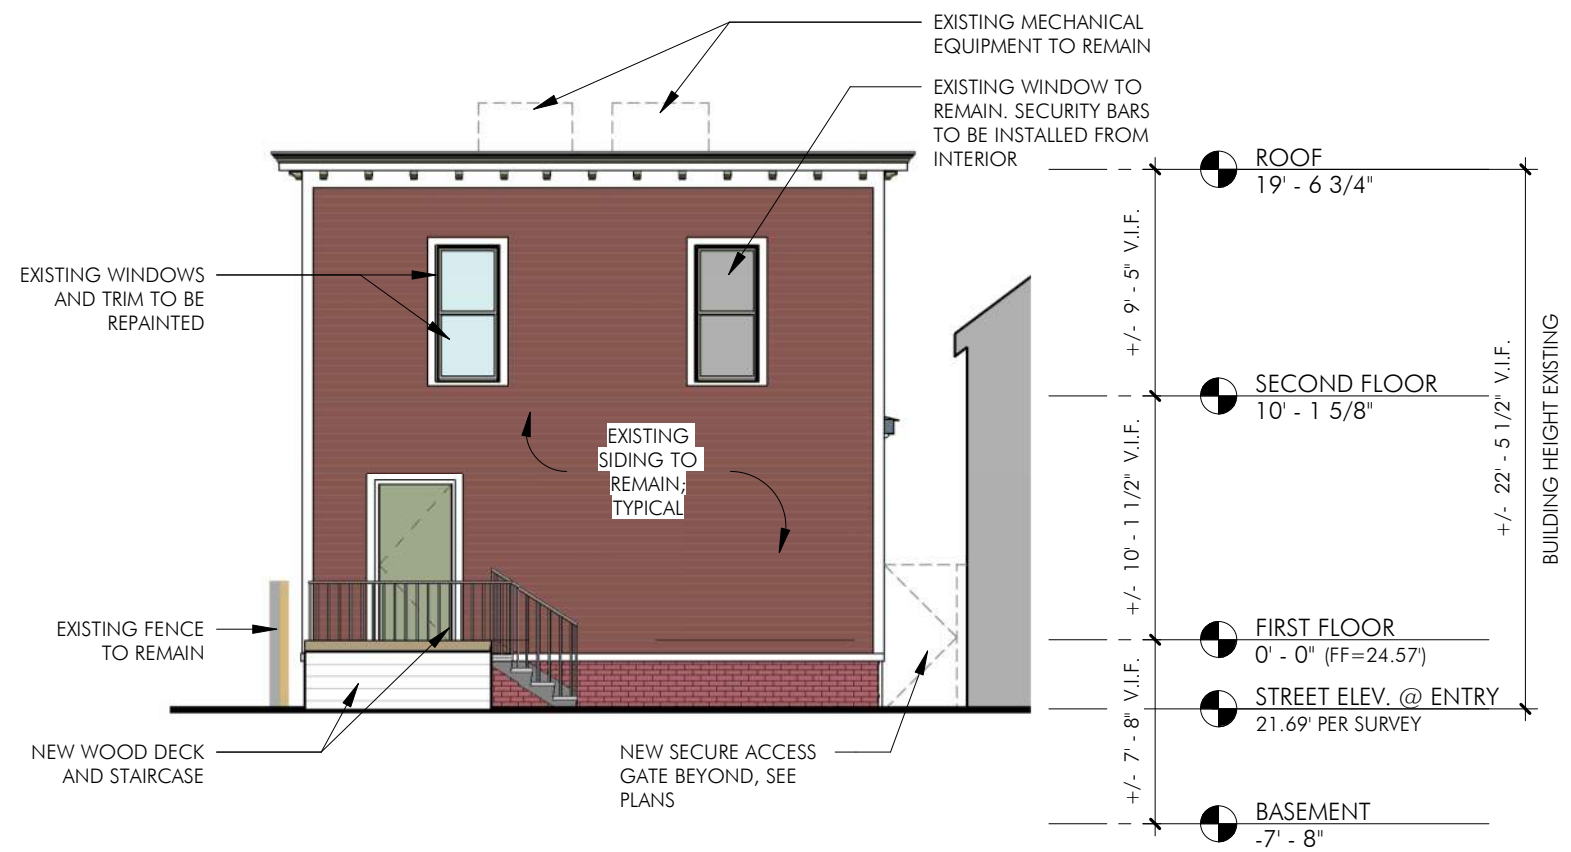 EXISTING MECHANICAL
EQUIPMENT TO REMAIN
EXISTING WINDOW TO
REMAIN. SECURITY BARS
TO BE INSTALLED FROM
INTERIOR
EXISTING WINDOWS
AND TRIM TO BE
REPAINTED
EXISTING
SIDING TO
REMAIN;
TYPICAL
EXISTING FENCE
TO REMAIN
NEW WOOD DECK
AND STAIRCASE
NEW SECURE ACCESS
GATE BEYOND, SEE
PLANS
+/- 9' - 5" V.I.F.
+/- 10' - 1 1/2" V.I.F.
+/- 7' - 8" V.I.F.
ROOF
19' - 6 3/4"
SECOND FLOOR
10' - 1 5/8"
FIRST FLOOR
0' - 0" (FF=24.57')
STREET ELEV. @ ENTRY
21.69' PER SURVEY
BASEMENT
-7' - 8"
+/- 22' - 5 1/2" V.I.F.
BUILDING HEIGHT EXISTING